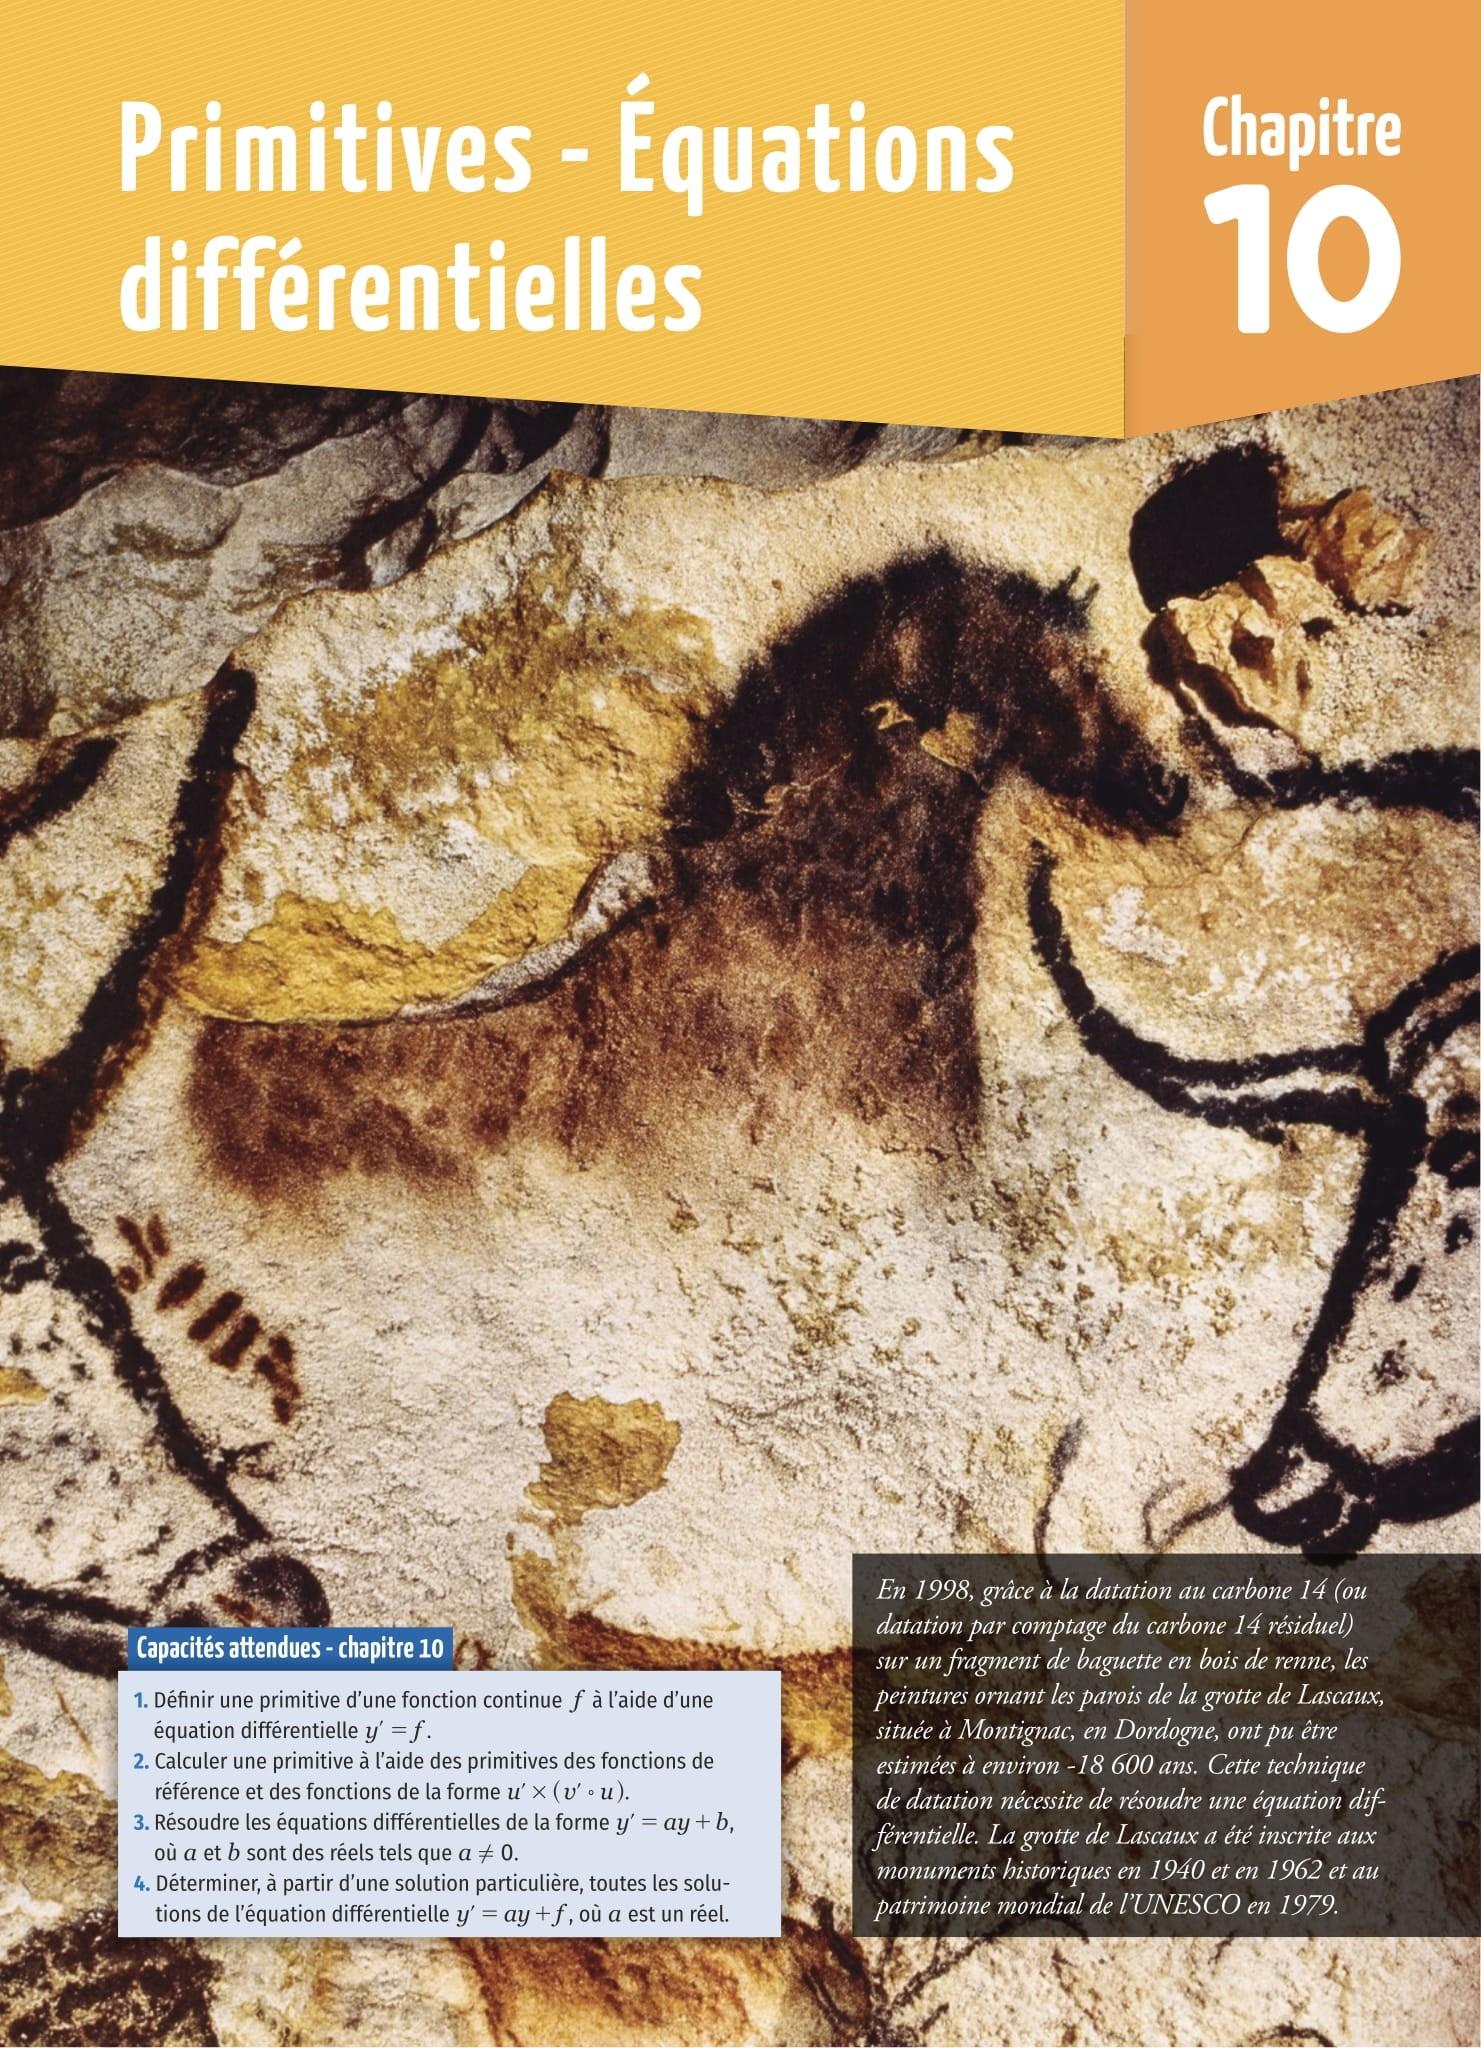 Primitives - Équations
différentielles
Chapitre
10
Capacités attendues - chapitre 10
1. Définir une primitive d’une fonction continue f à l’aide d’une
équation différentielle y′ = f.
2. Calculer une primitive à l’aide des primitives des fonctions de
référence et des fonctions de la forme u′ × (v′ ∘ u).
3. Résoudre les équations différentielles de la forme y′ = ay + b,
où a et b sont des réels tels que a ≠ 0.
4. Déterminer, à partir d’une solution particulière, toutes les solu-
tions de l’équation différentielle y′ = ay + f, où a est un réel.
En 1998, grâce à la datation au carbone 14 (ou
datation par comptage du carbone 14 résiduel)
sur un fragment de baguette en bois de renne, les
peintures ornant les parois de la grotte de Lascaux,
située à Montignac, en Dordogne, ont pu être
estimées à environ -18 600 ans. Cette technique
de datation nécessite de résoudre une équation dif-
férentielle. La grotte de Lascaux a été inscrite aux
monuments historiques en 1940 et en 1962 et au
patrimoine mondial de l’UNESCO en 1979.